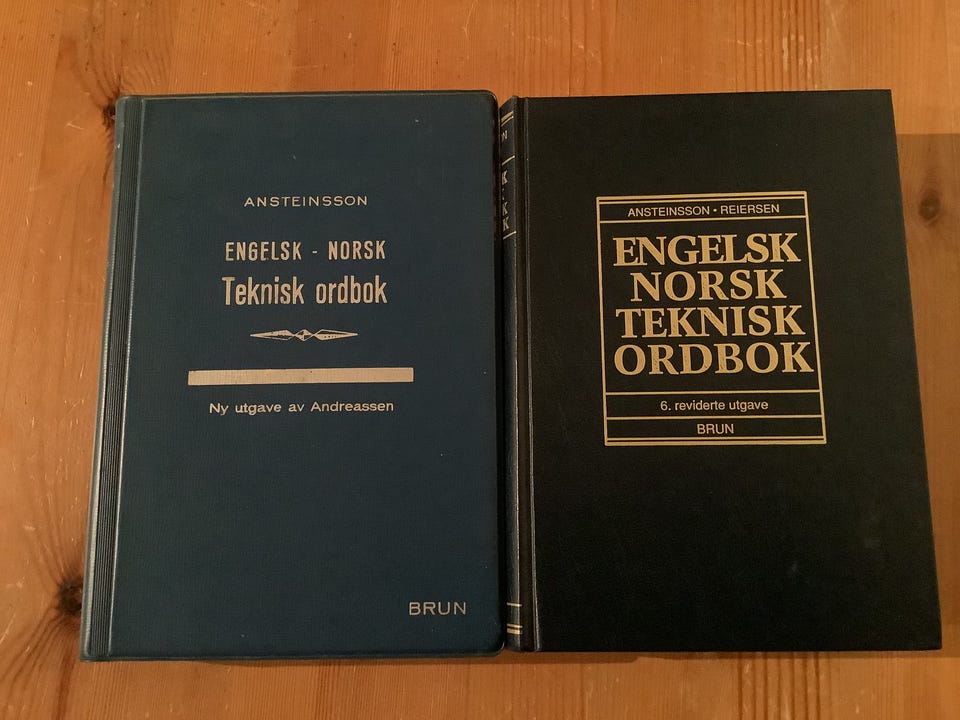 ANSTEINSSON
ENGELSK - NORSK
Teknisk ordbok
Ny utgave av Andreassen
BRUN
ANSTEINSSON • REIERSEN
ENGELSK
NORSK
TEKNISK
ORDBOK
6. reviderte utgave
BRUN